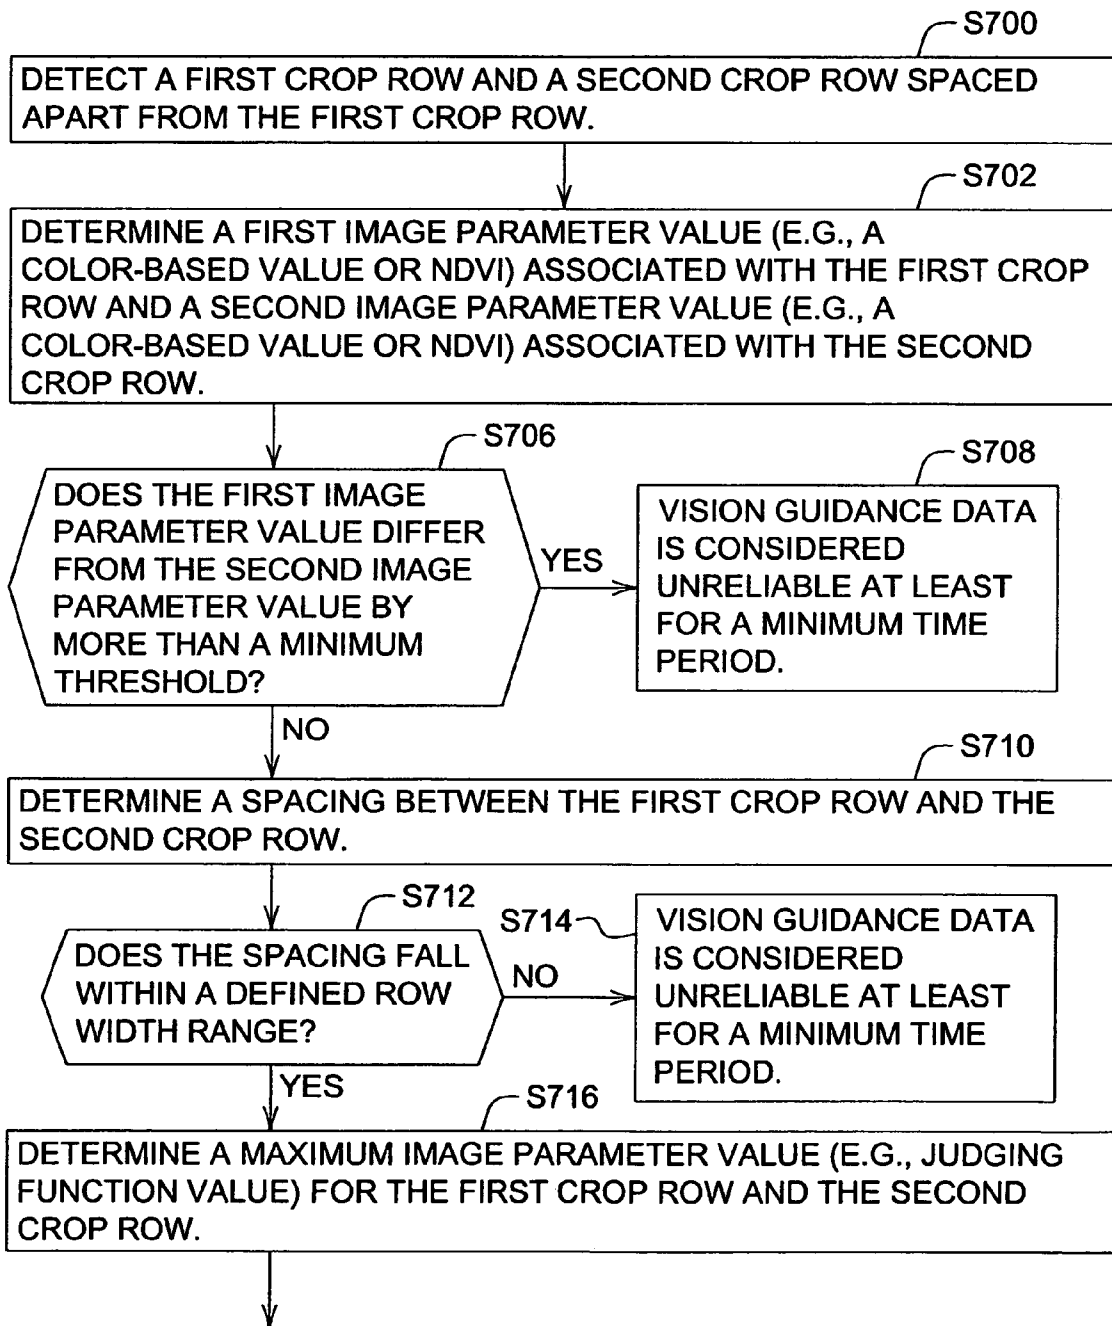 S700
DETECT A FIRST CROP ROW AND A SECOND CROP ROW SPACED
APART FROM THE FIRST CROP ROW.
S702
DETERMINE A FIRST IMAGE PARAMETER VALUE (E.G., A
COLOR-BASED VALUE OR NDVI) ASSOCIATED WITH THE FIRST CROP
ROW AND A SECOND IMAGE PARAMETER VALUE (E.G., A
COLOR-BASED VALUE OR NDVI) ASSOCIATED WITH THE SECOND
CROP ROW.
S706
DOES THE FIRST IMAGE
PARAMETER VALUE DIFFER
FROM THE SECOND IMAGE
PARAMETER VALUE BY
MORE THAN A MINIMUM
THRESHOLD?
YES
S708
VISION GUIDANCE DATA
IS CONSIDERED
UNRELIABLE AT LEAST
FOR A MINIMUM TIME
PERIOD.
NO
S710
DETERMINE A SPACING BETWEEN THE FIRST CROP ROW AND THE
SECOND CROP ROW.
S712
DOES THE SPACING FALL
WITHIN A DEFINED ROW
WIDTH RANGE?
NO
S714
VISION GUIDANCE DATA
IS CONSIDERED
UNRELIABLE AT LEAST
FOR A MINIMUM TIME
PERIOD.
YES
S716
DETERMINE A MAXIMUM IMAGE PARAMETER VALUE (E.G., JUDGING
FUNCTION VALUE) FOR THE FIRST CROP ROW AND THE SECOND
CROP ROW.